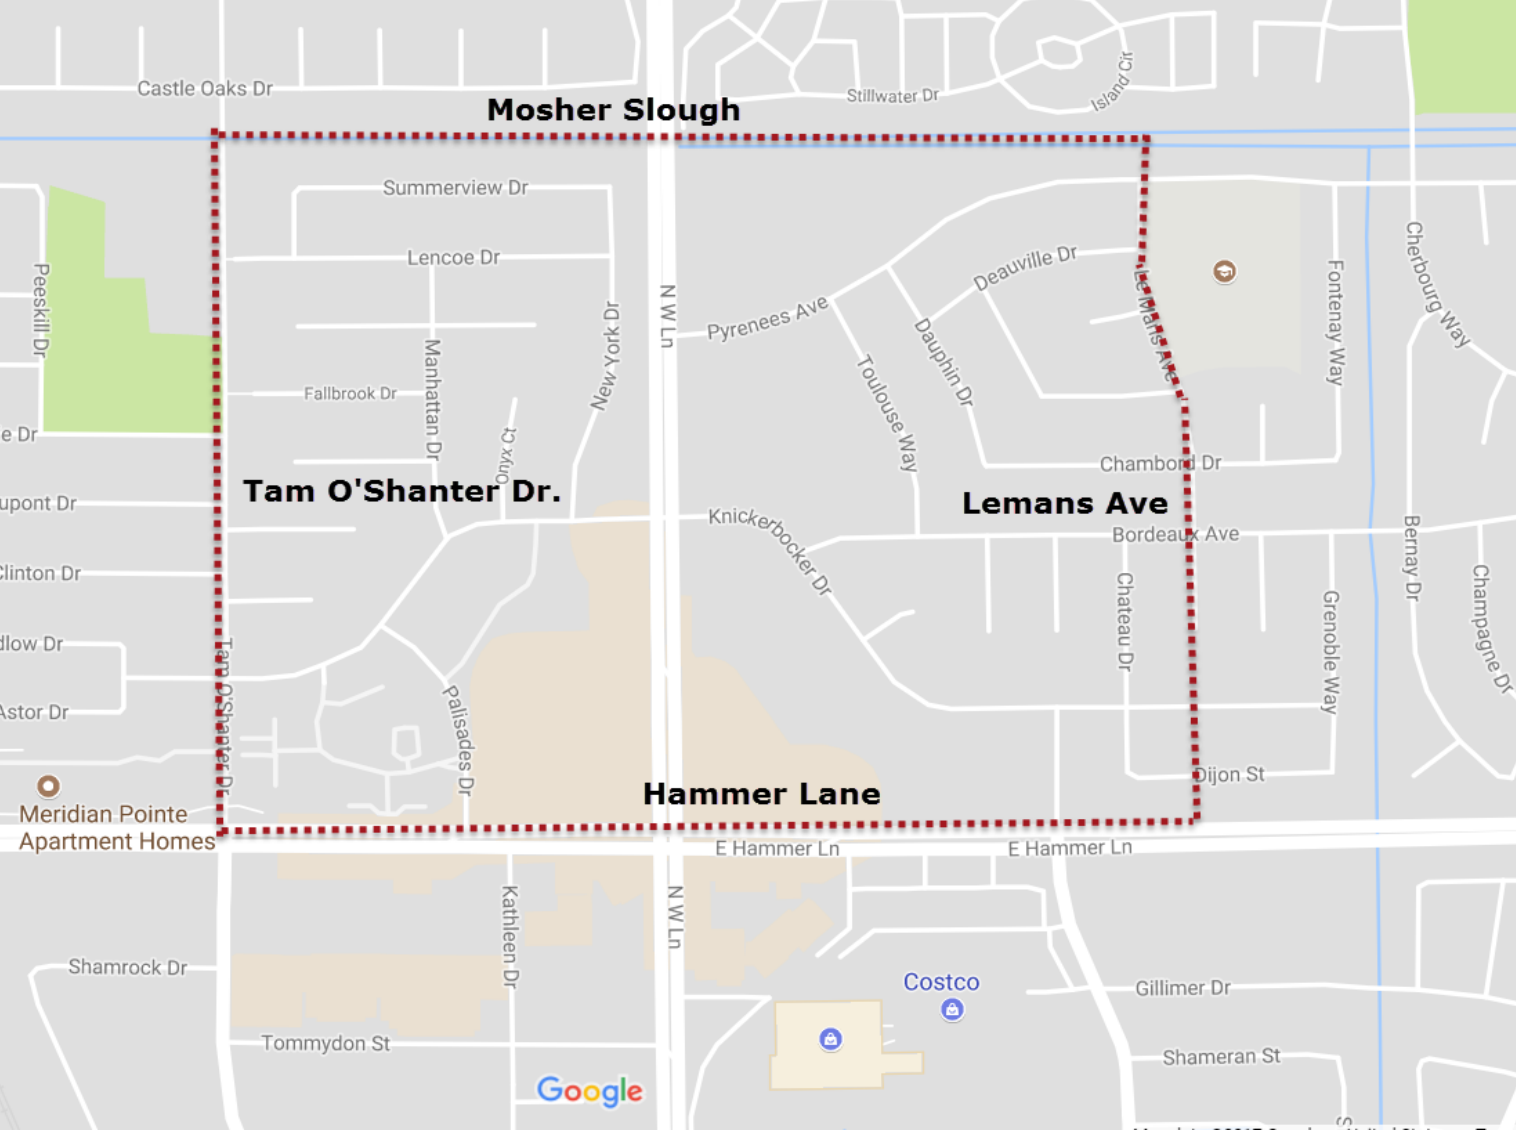 Castle Oaks Dr
Stillwater Dr
Island Cir
Mosher Slough
Summerview Dr
Lencoe Dr
Peeskill Dr
N W Ln
New York Dr
Pyrenees Ave
Deauville Dr
Le Mans Ave
Fontenay Way
Cherbourg Way
Manhattan Dr
Fallbrook Dr
Dauphin Dr
Toulouse Way
e Dr
Onyx Ct
Chambord Dr
Tam O'Shanter Dr.
Lemans Ave
upont Dr
Knickerbocker Dr
Bordeaux Ave
Bernay Dr
Clinton Dr
Chateau Dr
Grenoble Way
Champagne Dr
dlow Dr
Tam O'Shanter Dr
Astor Dr
Palisades Dr
Dijon St
Hammer Lane
Meridian Pointe
Apartment Homes
E Hammer Ln
E Hammer Ln
Kathleen Dr
N W Ln
Shamrock Dr
Costco
Gillimer Dr
Tommydon St
Shameran St
Google